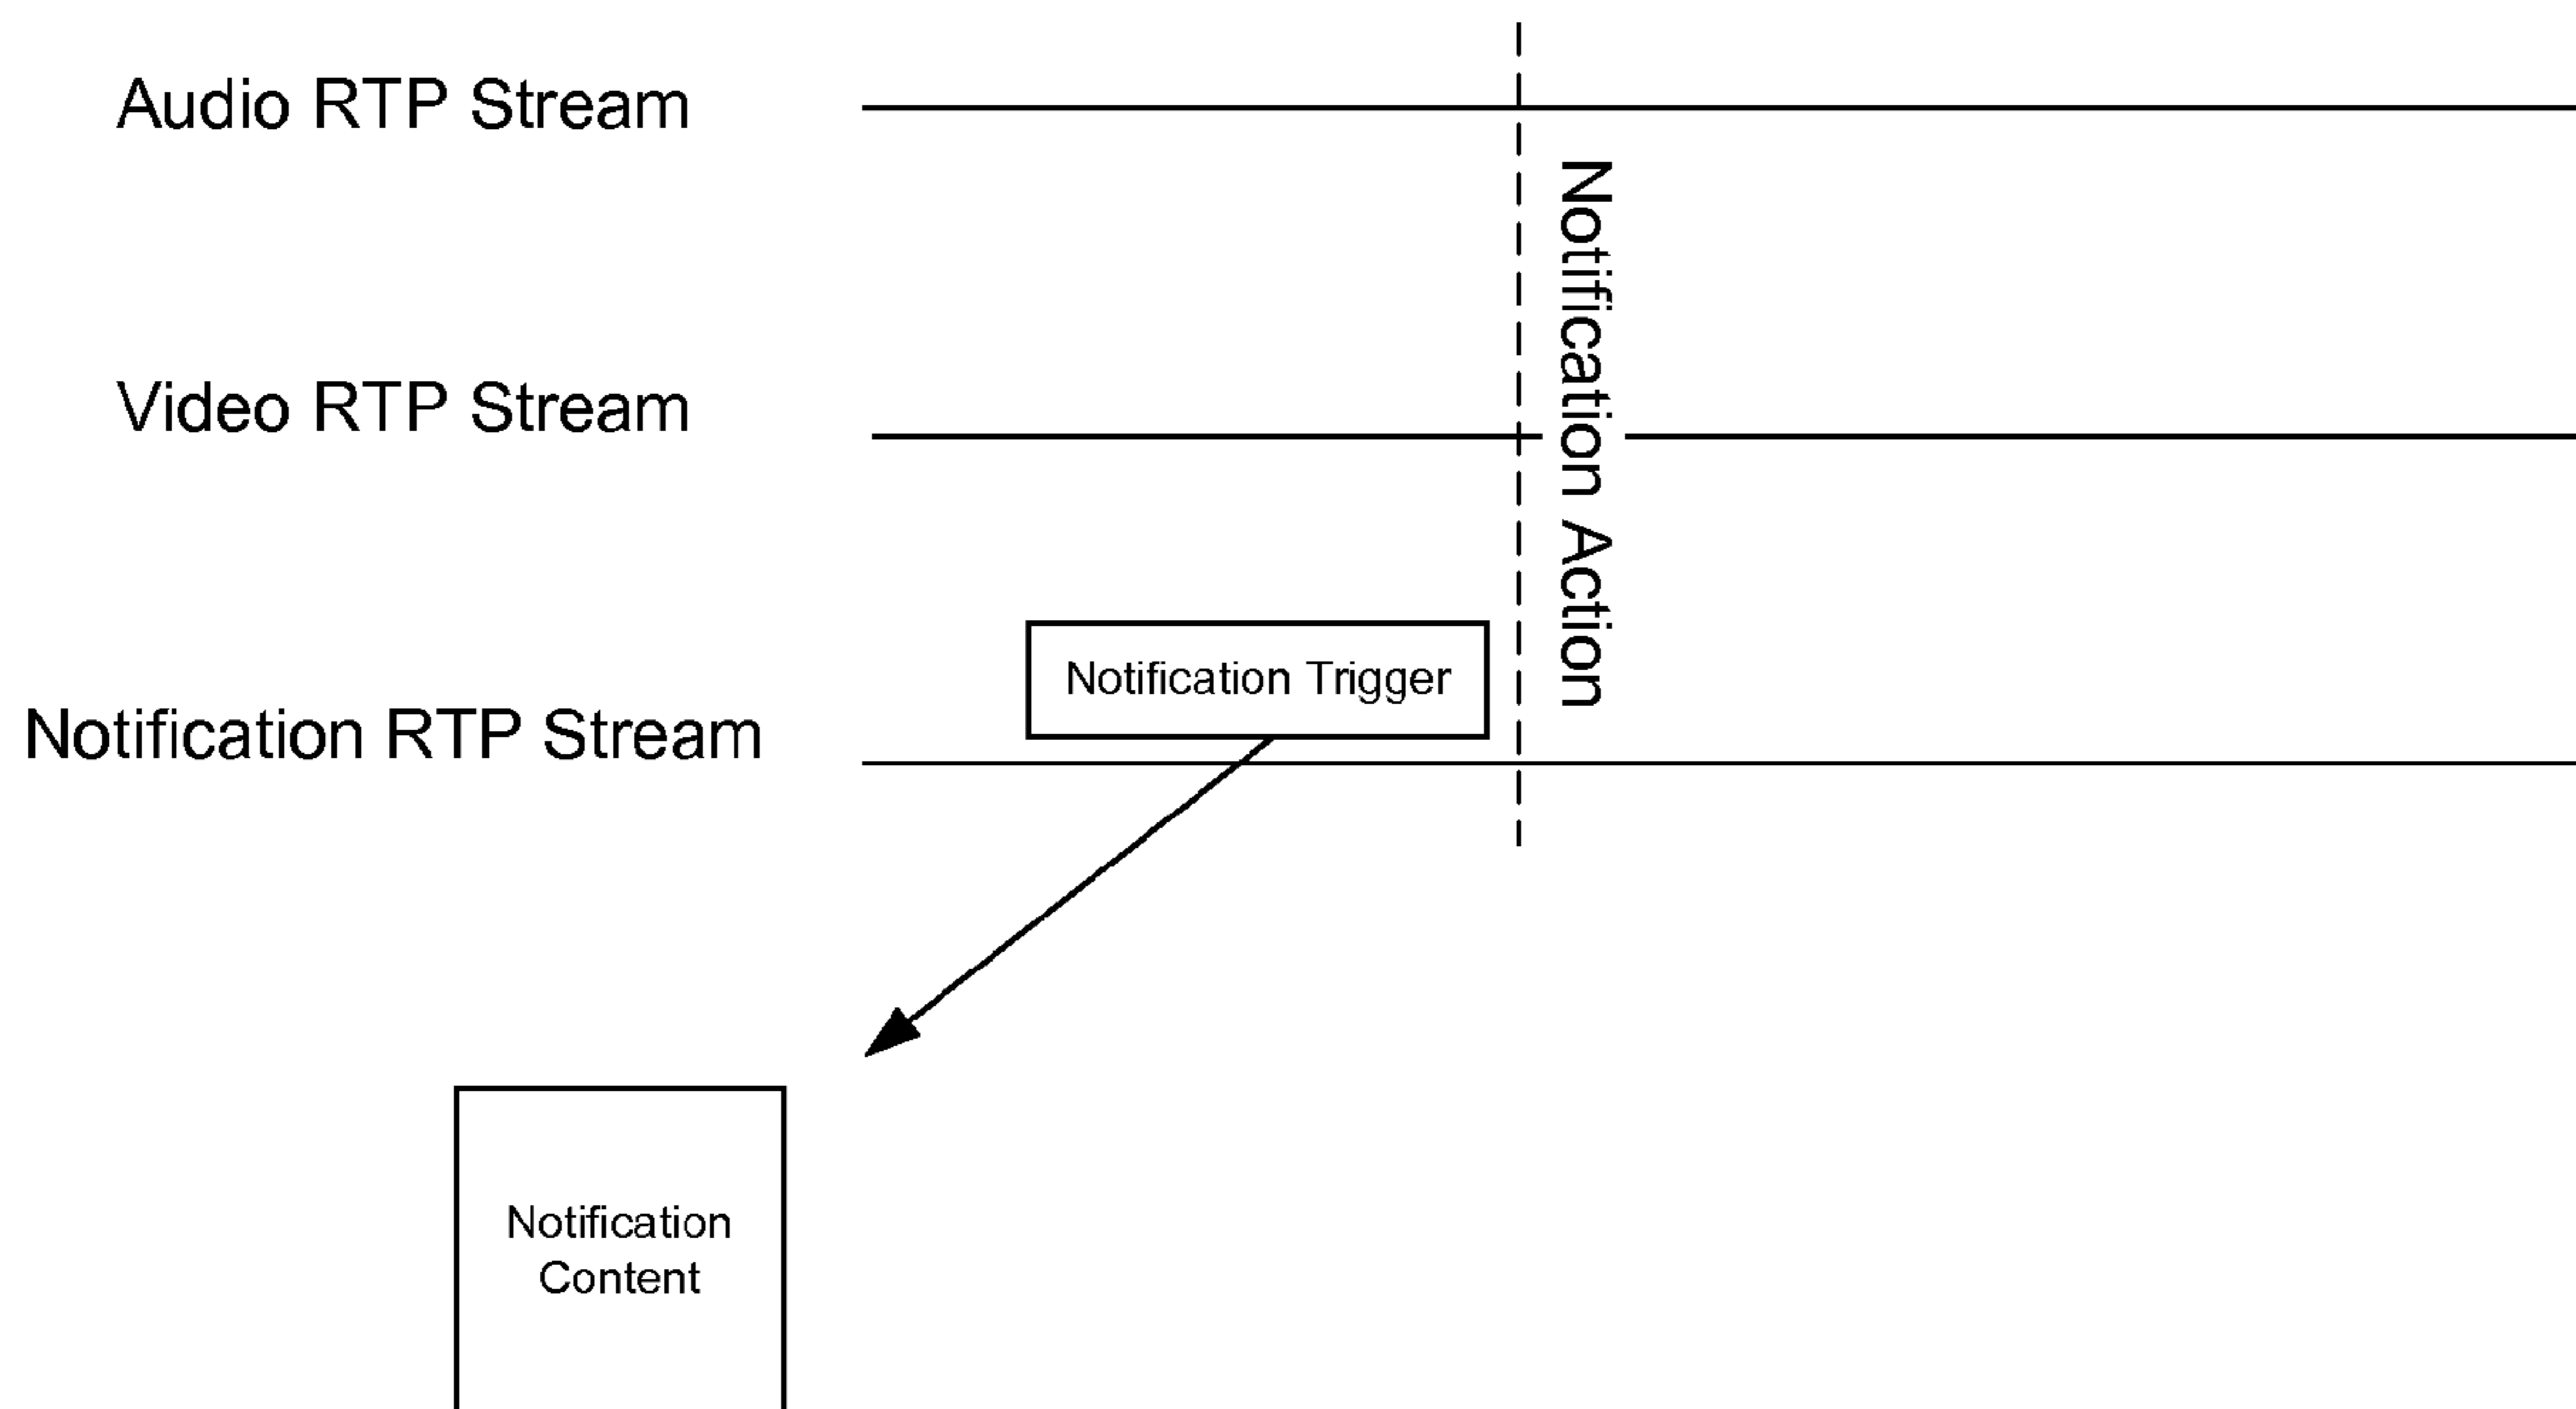 Audio RTP Stream
Notification Action
Video RTP Stream
Notification Trigger
Notification RTP Stream
Notification
Content